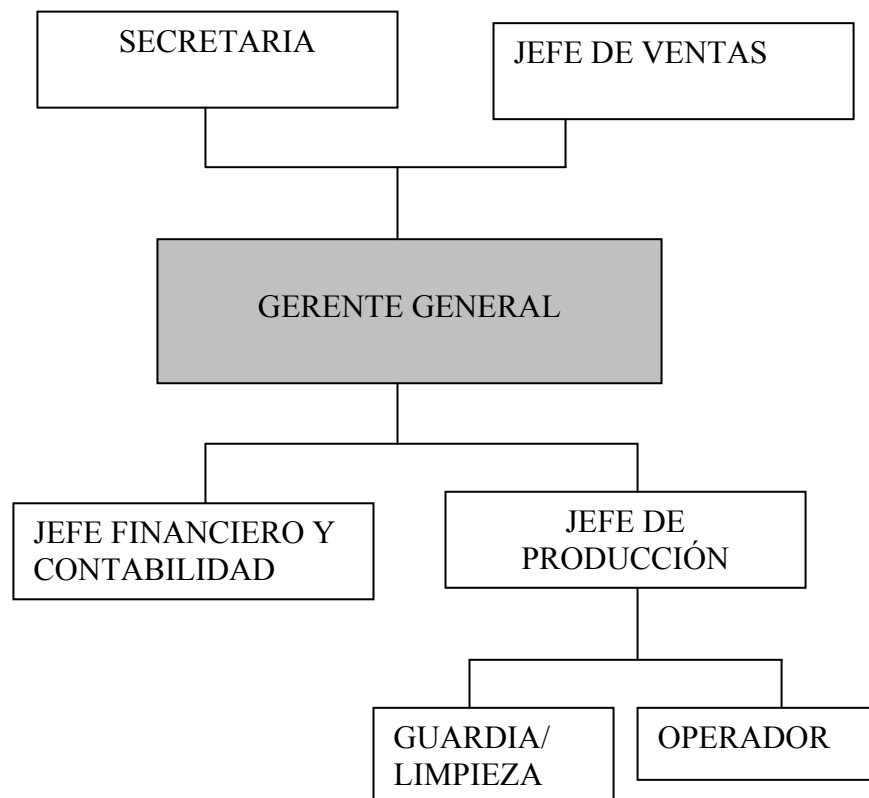 SECRETARIA
JEFE DE VENTAS
GERENTE GENERAL
JEFE FINANCIERO Y
CONTABILIDAD
JEFE DE
PRODUCCIÓN
GUARDIA/
LIMPIEZA
OPERADOR